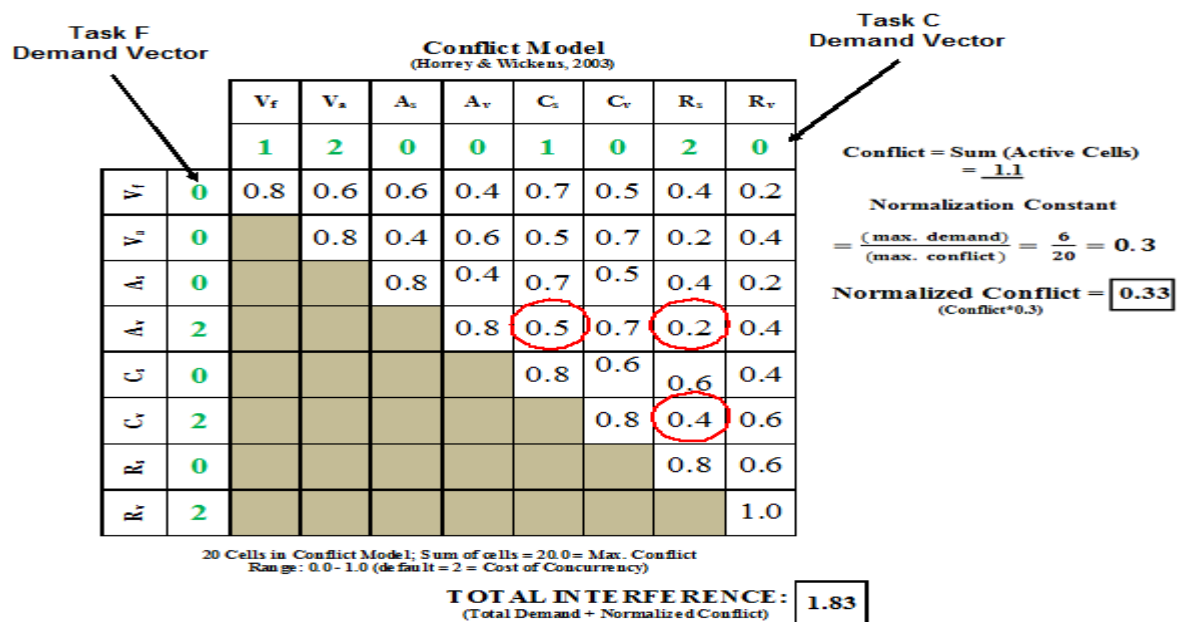 Task F
Demand Vector
Task C
Demand Vector
Conflict Model
(Horrey & Wickens, 2003)
Vf Va As Av Cs Cv Rs Rv
1 2 0 0 1 0 2 0
Vf 0 0.8 0.6 0.6 0.4 0.7 0.5 0.4 0.2
Va 0 0.8 0.4 0.6 0.5 0.7 0.2 0.4
0 0.8 0.4 0.7 0.5 0.4 0.2
Av 2 0.8 0.5 0.7 0.2 0.4
0 0.8 0.6 0.6 0.4
2 0.8 0.4 0.6
0 0.8 0.6
2 1.0
Conflict = Sum (Active Cells)
= 1.1
Normalization Constant
= (max. demand) / (max. conflict) = 6 / 20 = 0.3
Normalized Conflict = 0.33
(Conflict*0.3)
20 Cells in Conflict Model; Sum of cells = 20.0 = Max. Conflict
Range: 0.0 - 1.0 (default = 2 = Cost of Concurrency)
TOTAL INTERFERENCE: 1.83
(Total Demand + Normalized Conflict)